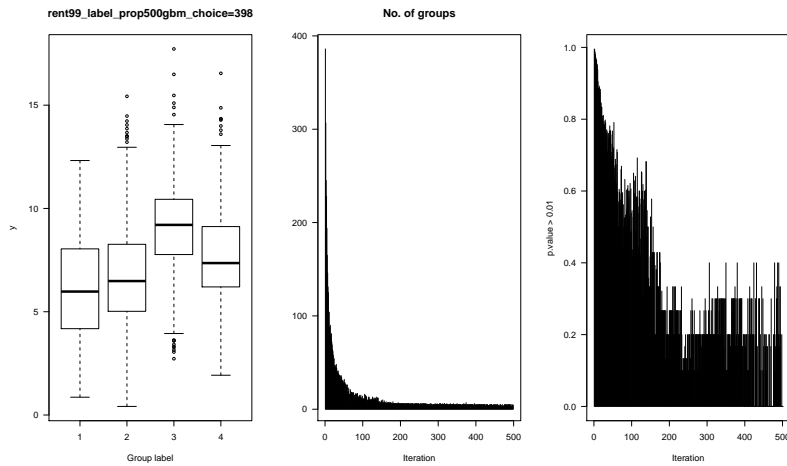 rent99_label_prop500gbm_choice=398
15
10
5
0
y
1 2 3 4
Group label
No. of groups
400
300
200
100
0
0 100 200 300 400 500
Iteration
1.0
0.8
0.6
0.4
0.2
0.0
p.value > 0.01
0 100 200 300 400 500
Iteration